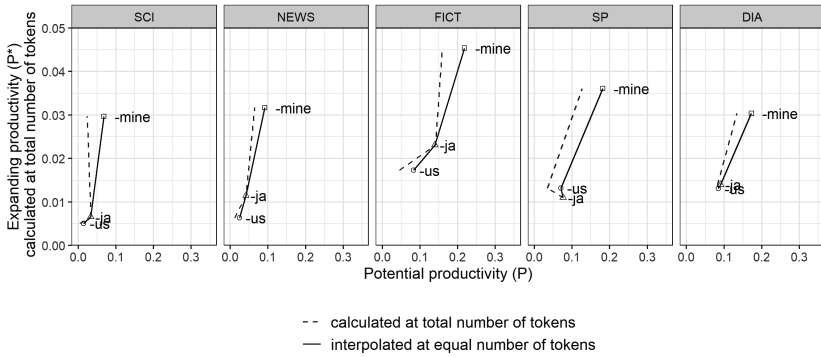 SCI NEWS FICT SP DIA
Expanding productivity (P*)
calculated at total number of tokens
0.05
0.04
0.03
0.02
0.01
0.00
-mine -ja -us
-mine -ja -us
-mine -ja -us
-mine -us -ja
-mine -ja -us
0.0 0.1 0.2 0.3 0.0 0.1 0.2 0.3 0.0 0.1 0.2 0.3 0.0 0.1 0.2 0.3 0.0 0.1 0.2 0.3
Potential productivity (P)
calculated at total number of tokens
interpolated at equal number of tokens